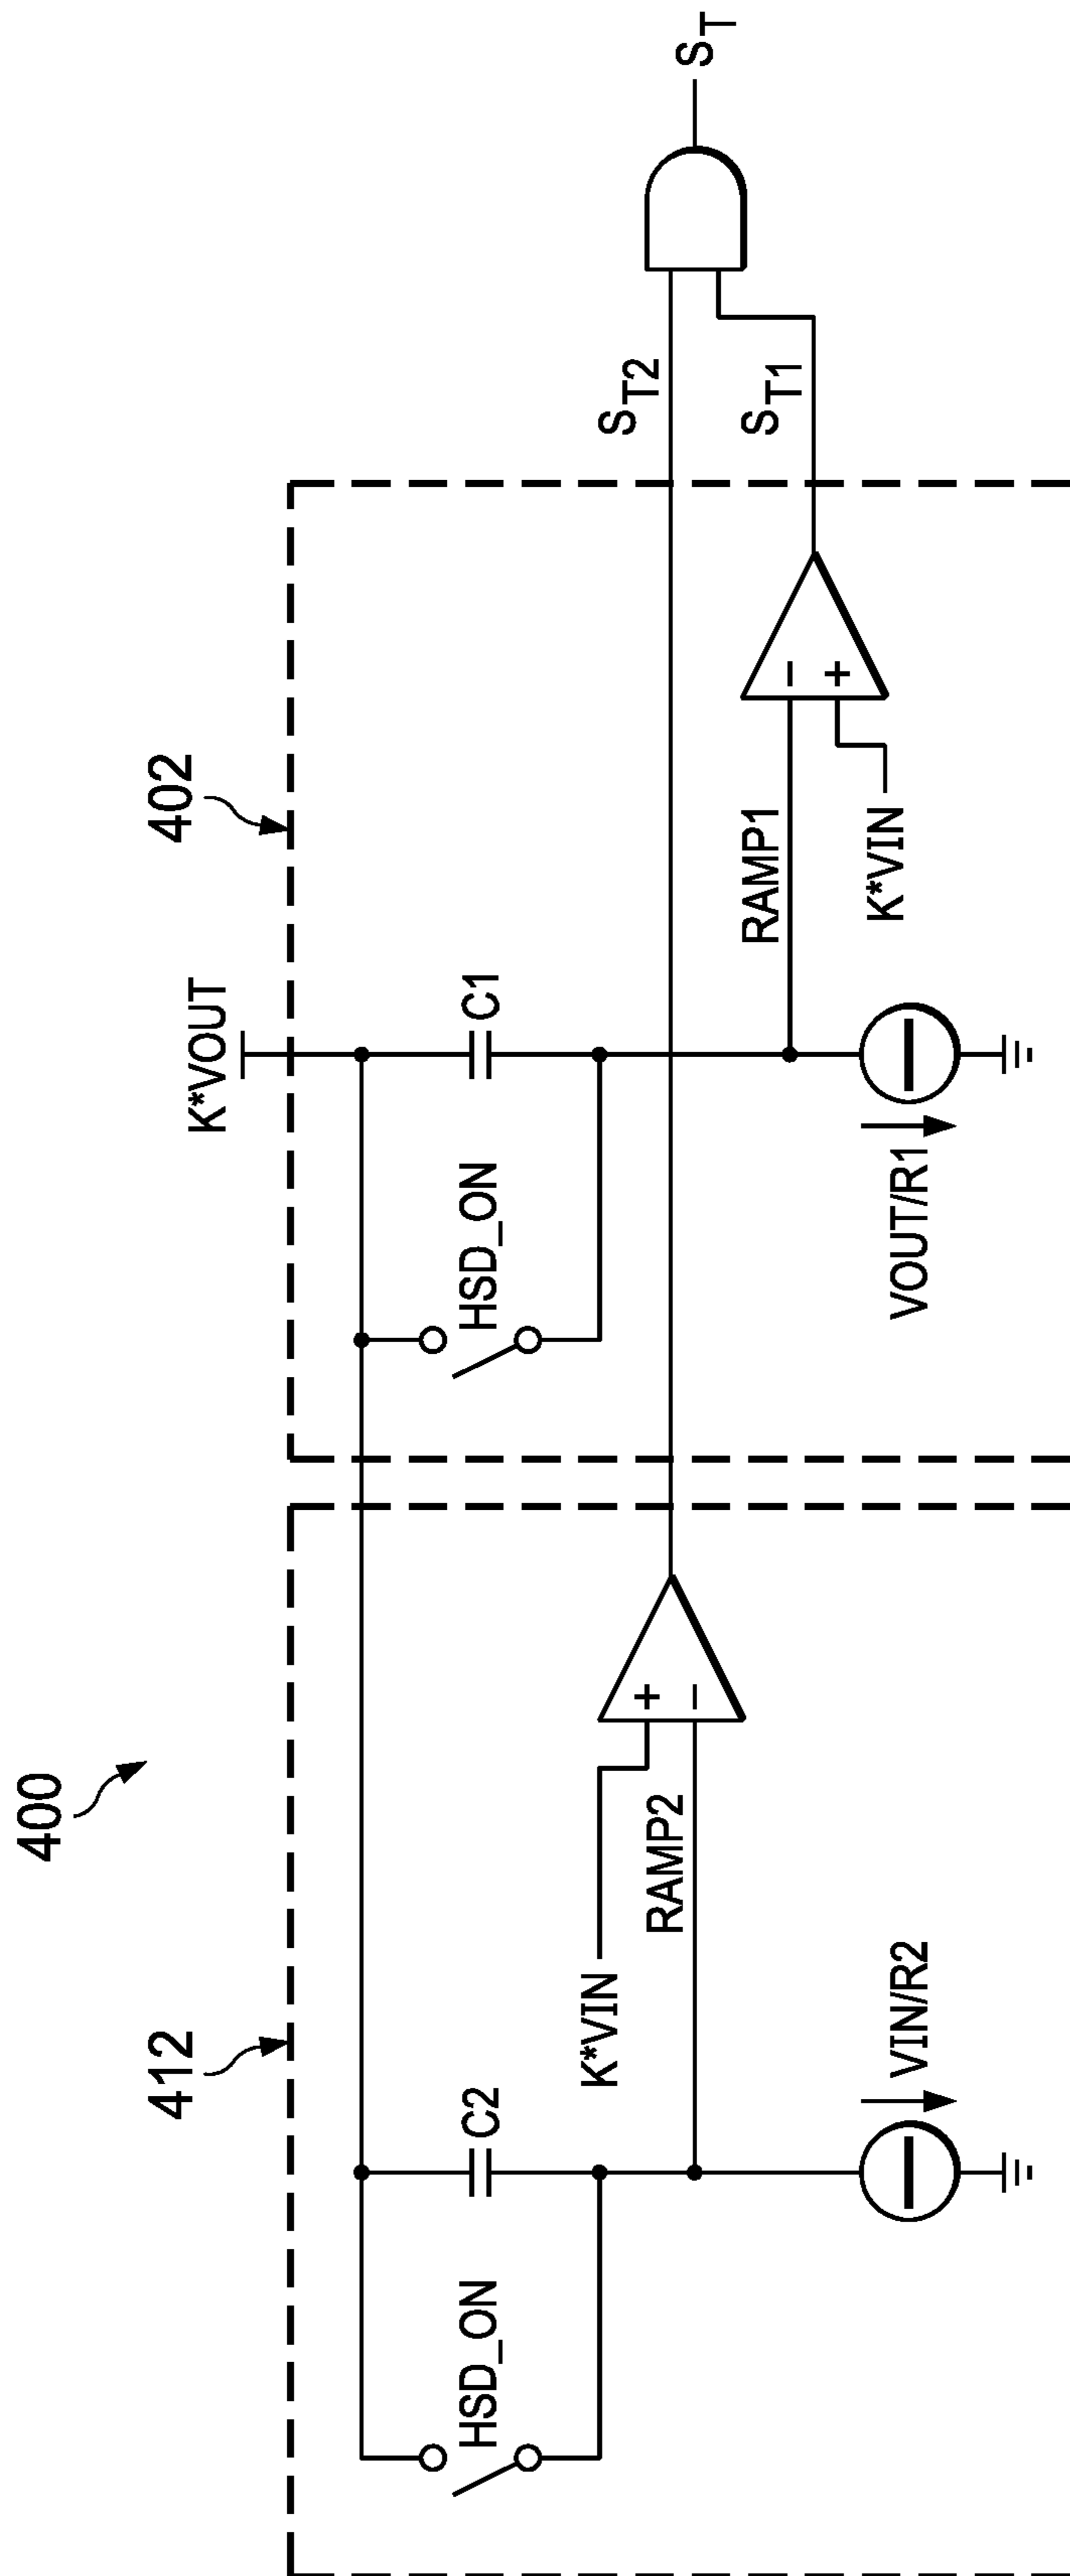 400
412
402
K*VOUT
HSD_ON
C2
HSD_ON
C1
K*VIN
RAMP2
VIN/R2
RAMP1
K*VIN
VOUT/R1
ST2
ST1
ST